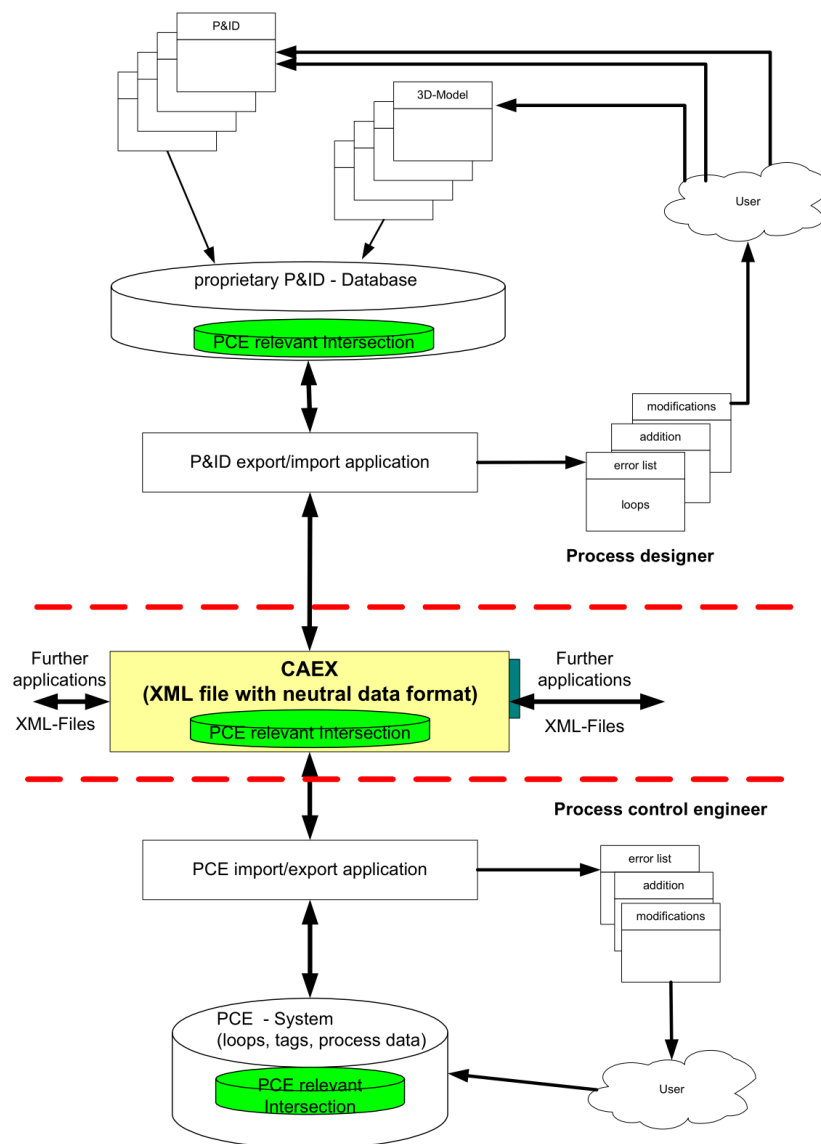 P&ID
3D-Model
User
proprietary P&ID - Database
PCE relevant Intersection
modifications
addition
error list
loops
P&ID export/import application
Process designer
Further
applications
XML-Files
CAEX
(XML file with neutral data format)
PCE relevant Intersection
Further
applications
XML-Files
Process control engineer
PCE import/export application
error list
addition
modifications
PCE - System
(loops, tags, process data)
PCE relevant
Intersection
User